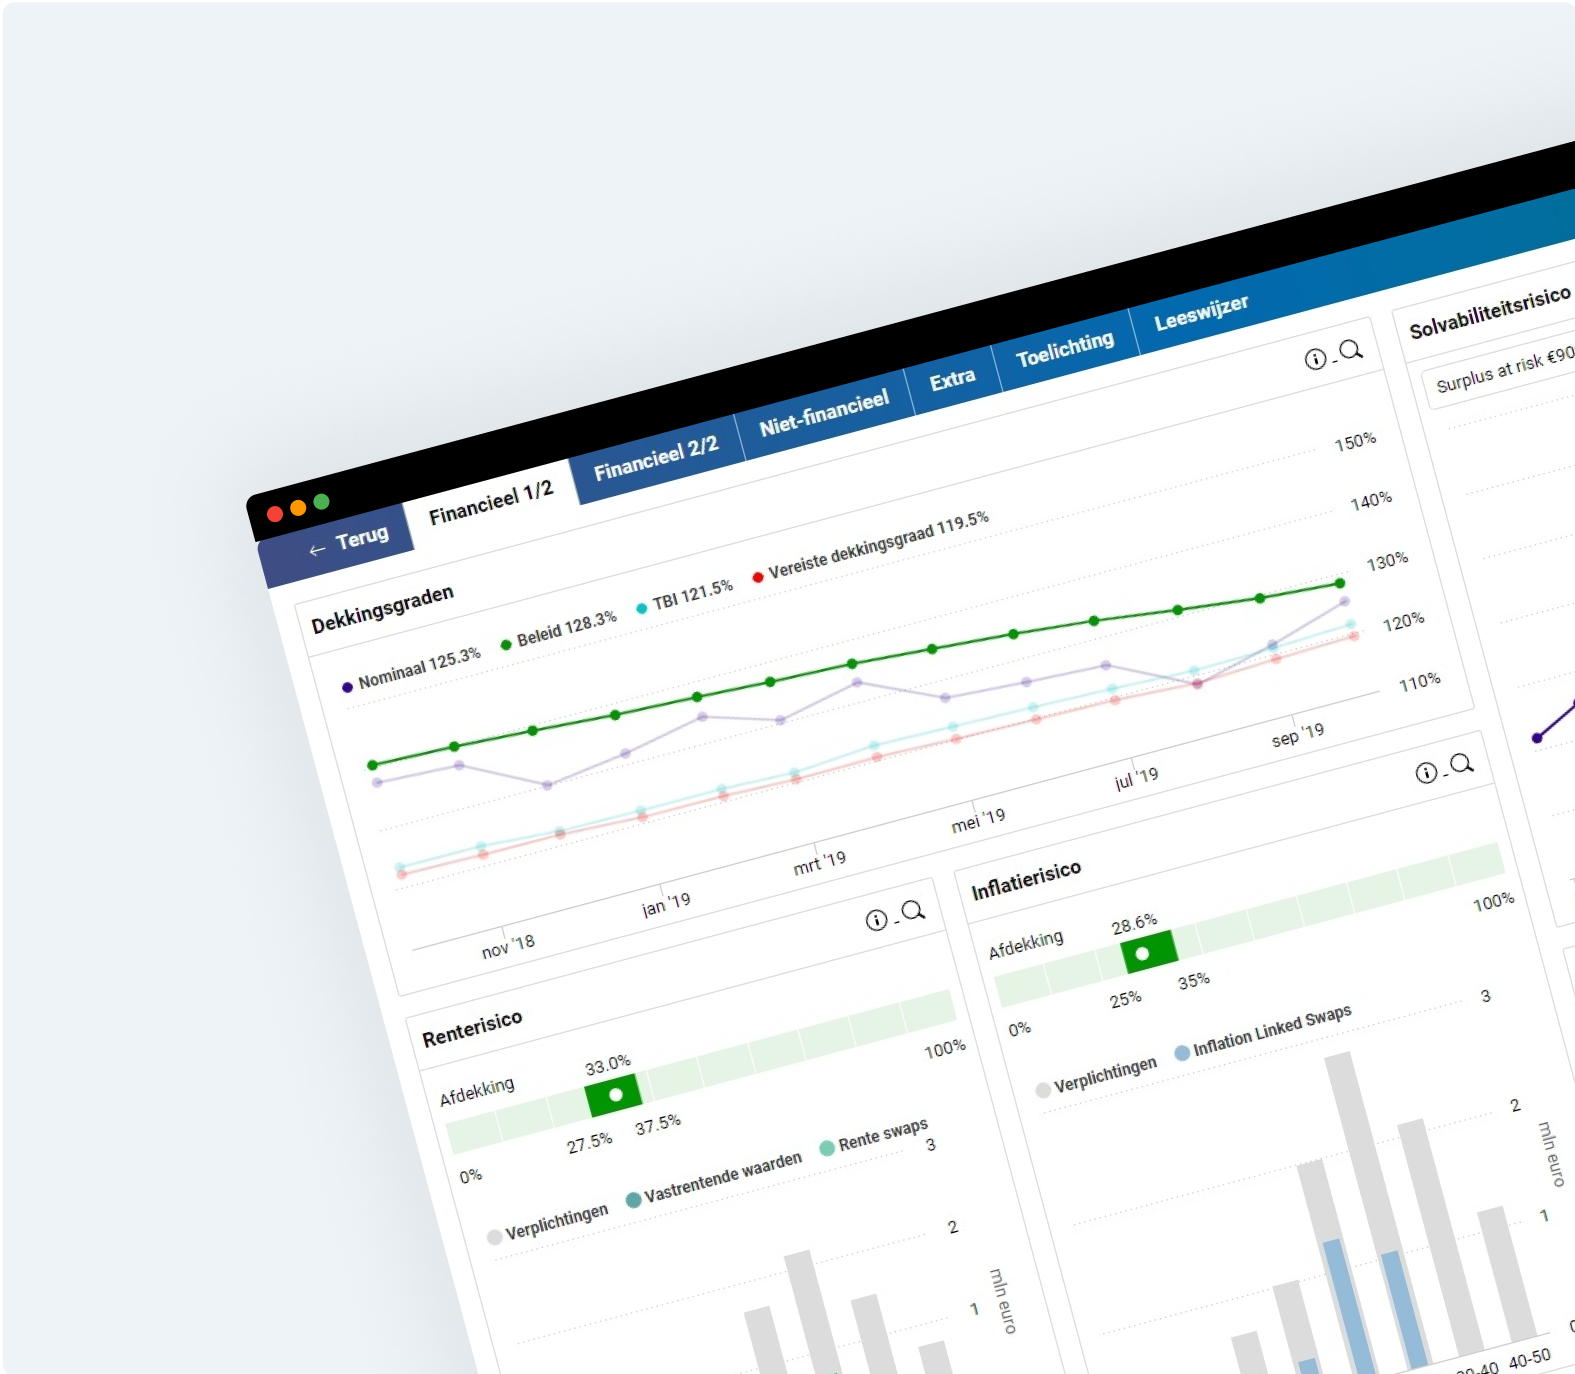 ← Terug
Financieel 1/2
Financieel 2/2
Niet-financieel
Extra
Toelichting
Leeswijzer
Dekkingsgraden
Nominaal 125.3%
Beleid 128.3%
TBI 121.5%
Vereiste dekkingsgraad 119.5%
150%
140%
130%
120%
110%
nov '18
jan '19
mrt '19
mei '19
jul '19
sep '19
Solvabiliteitsrisico
Surplus at risk €90
Renterisico
Afdekking
33.0%
0%
27.5%
37.5%
100%
Verplichtingen
Vastrentende waarden
Rente swaps
3
2
1
mln euro
Inflatierisico
Afdekking
28.6%
0%
25%
35%
100%
Verplichtingen
Inflation Linked Swaps
3
2
1
mln euro
40-50